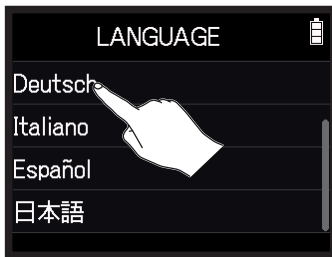 LANGUAGE
Deutsch
Italiano
Español
日本語